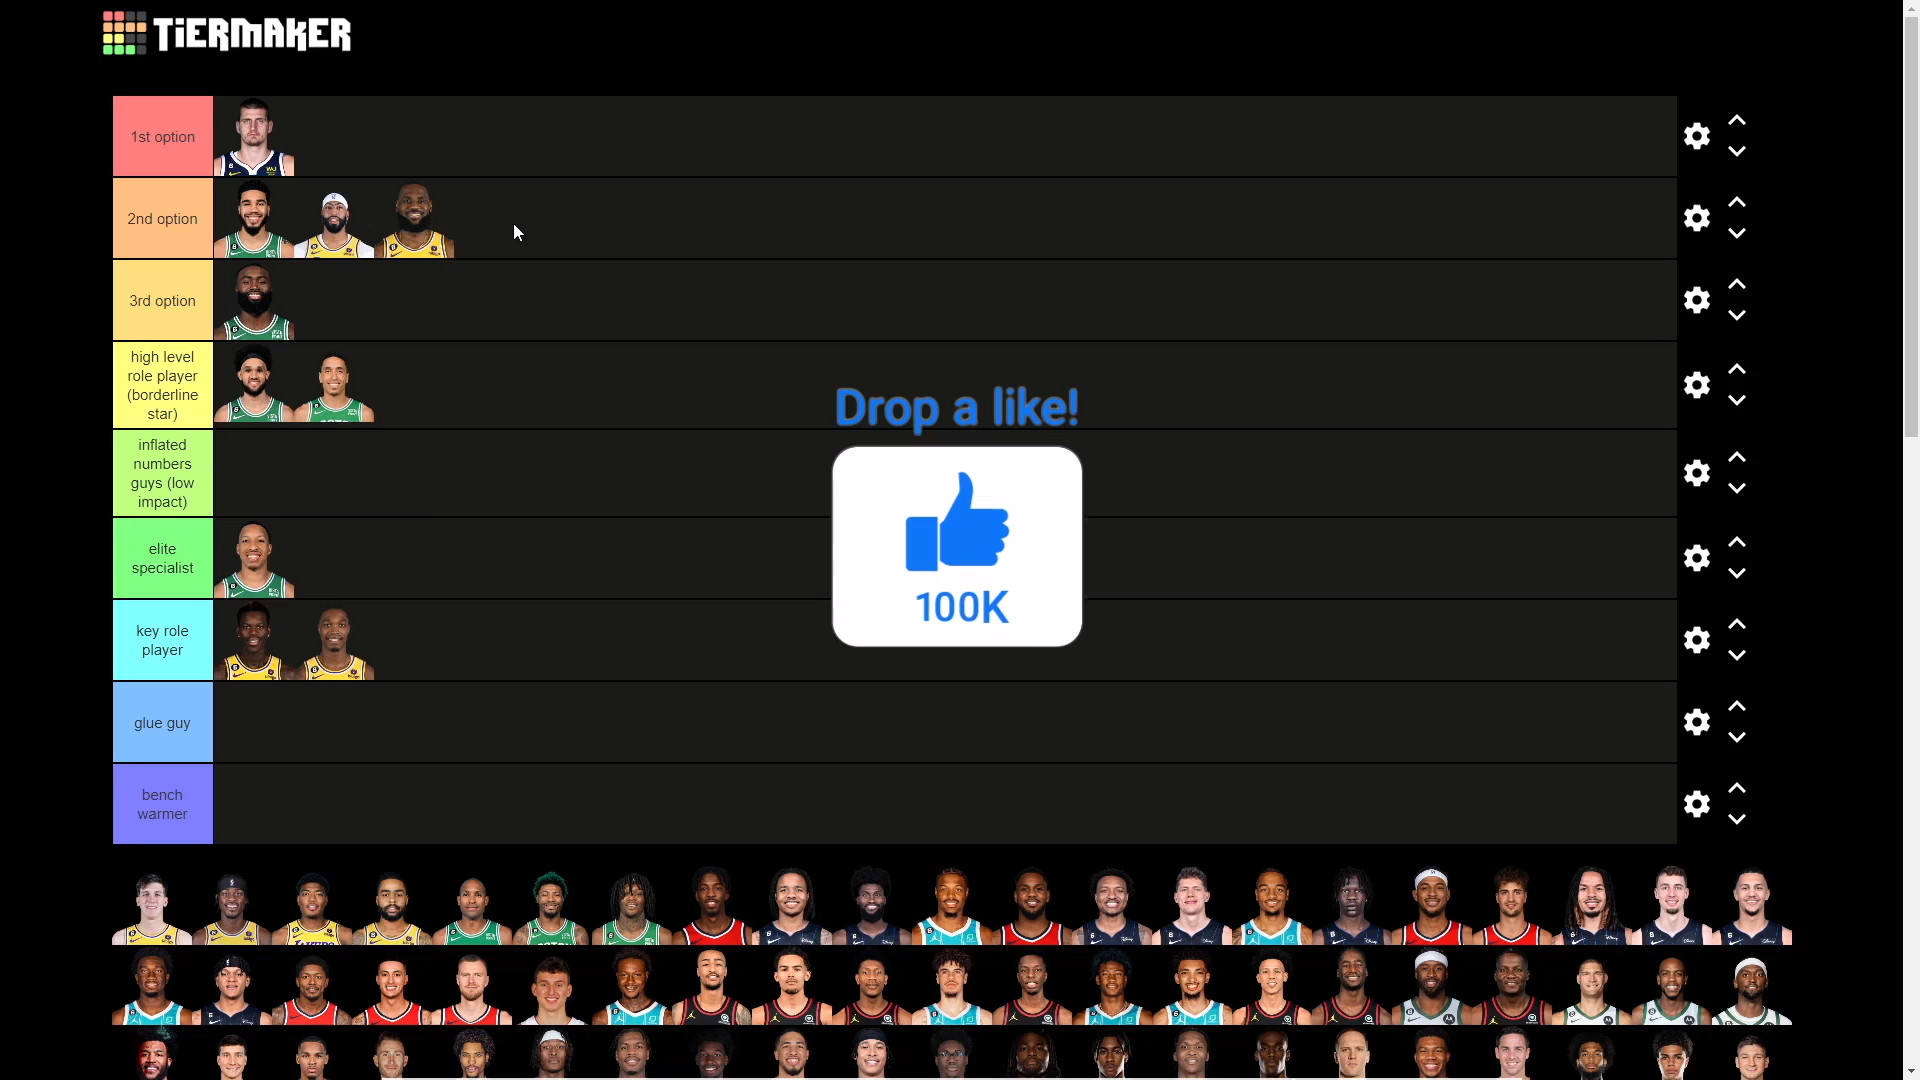 TiERMAKER
1st option
2nd option
3rd option
high level
role player
(borderline
star)
Drop a like!
inflated
numbers
guys (low
impact)
100K
elite
specialist
key role
player
glue guy
bench
warmer